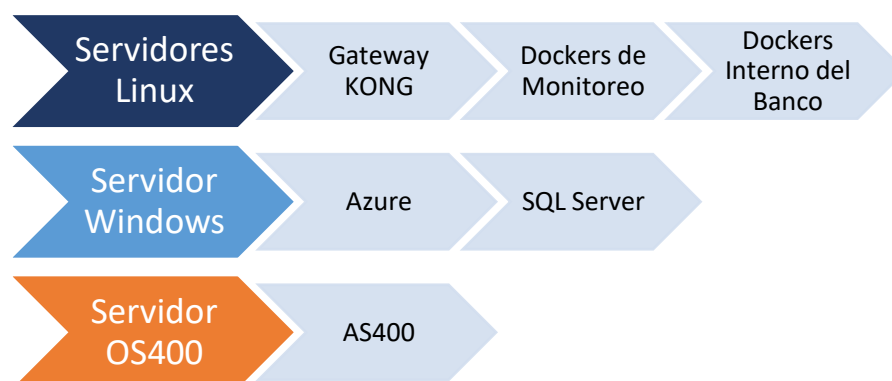 Servidores
Linux
Gateway
KONG
Dockers de
Monitoreo
Dockers
Interno del
Banco
Servidor
Windows
Azure
SQL Server
Servidor
OS400
AS400